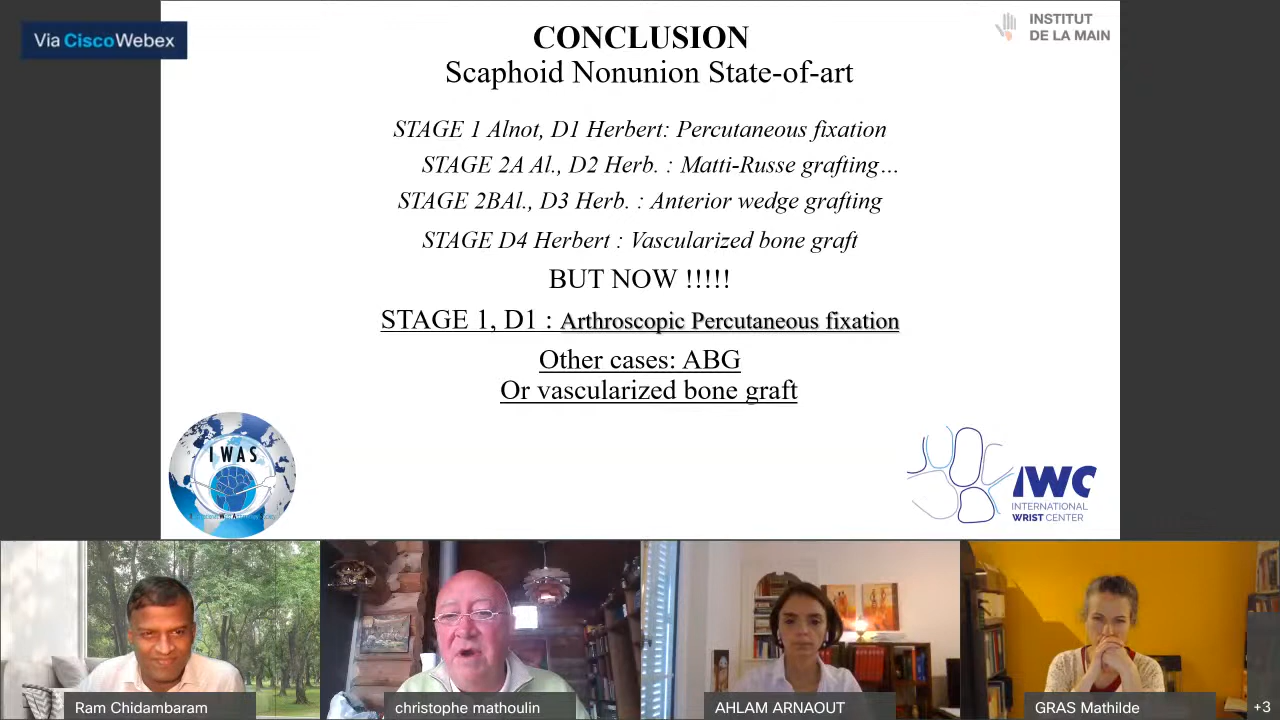 Via CiscoWebex
INSTITUT
DE LA MAIN
CONCLUSION
Scaphoid Nonunion State-of-art
STAGE 1 Alnot, D1 Herbert: Percutaneous fixation
STAGE 2A Al., D2 Herb. : Matti-Russe grafting…
STAGE 2BAl., D3 Herb. : Anterior wedge grafting
STAGE D4 Herbert : Vascularized bone graft
BUT NOW !!!!!
STAGE 1, D1 : Arthroscopic Percutaneous fixation
Other cases: ABG
Or vascularized bone graft
IWAS
IWC
INTERNATIONAL
WRIST CENTER
Ram Chidambaram
christophe mathoulin
AHLAM ARNAOUT
GRAS Mathilde
+3